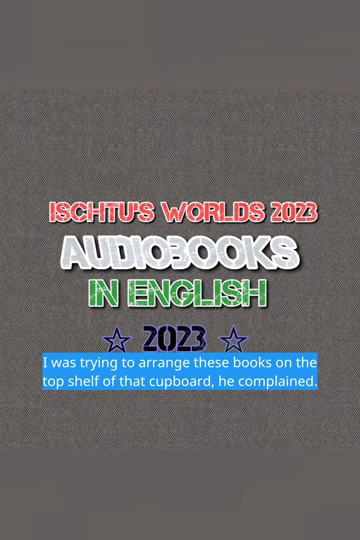 ISCHTU'S WORLDS 2023
AUDIOBOOKS
IN ENGLISH
☆ 2023 ☆
I was trying to arrange these books on the
top shelf of that cupboard, he complained.